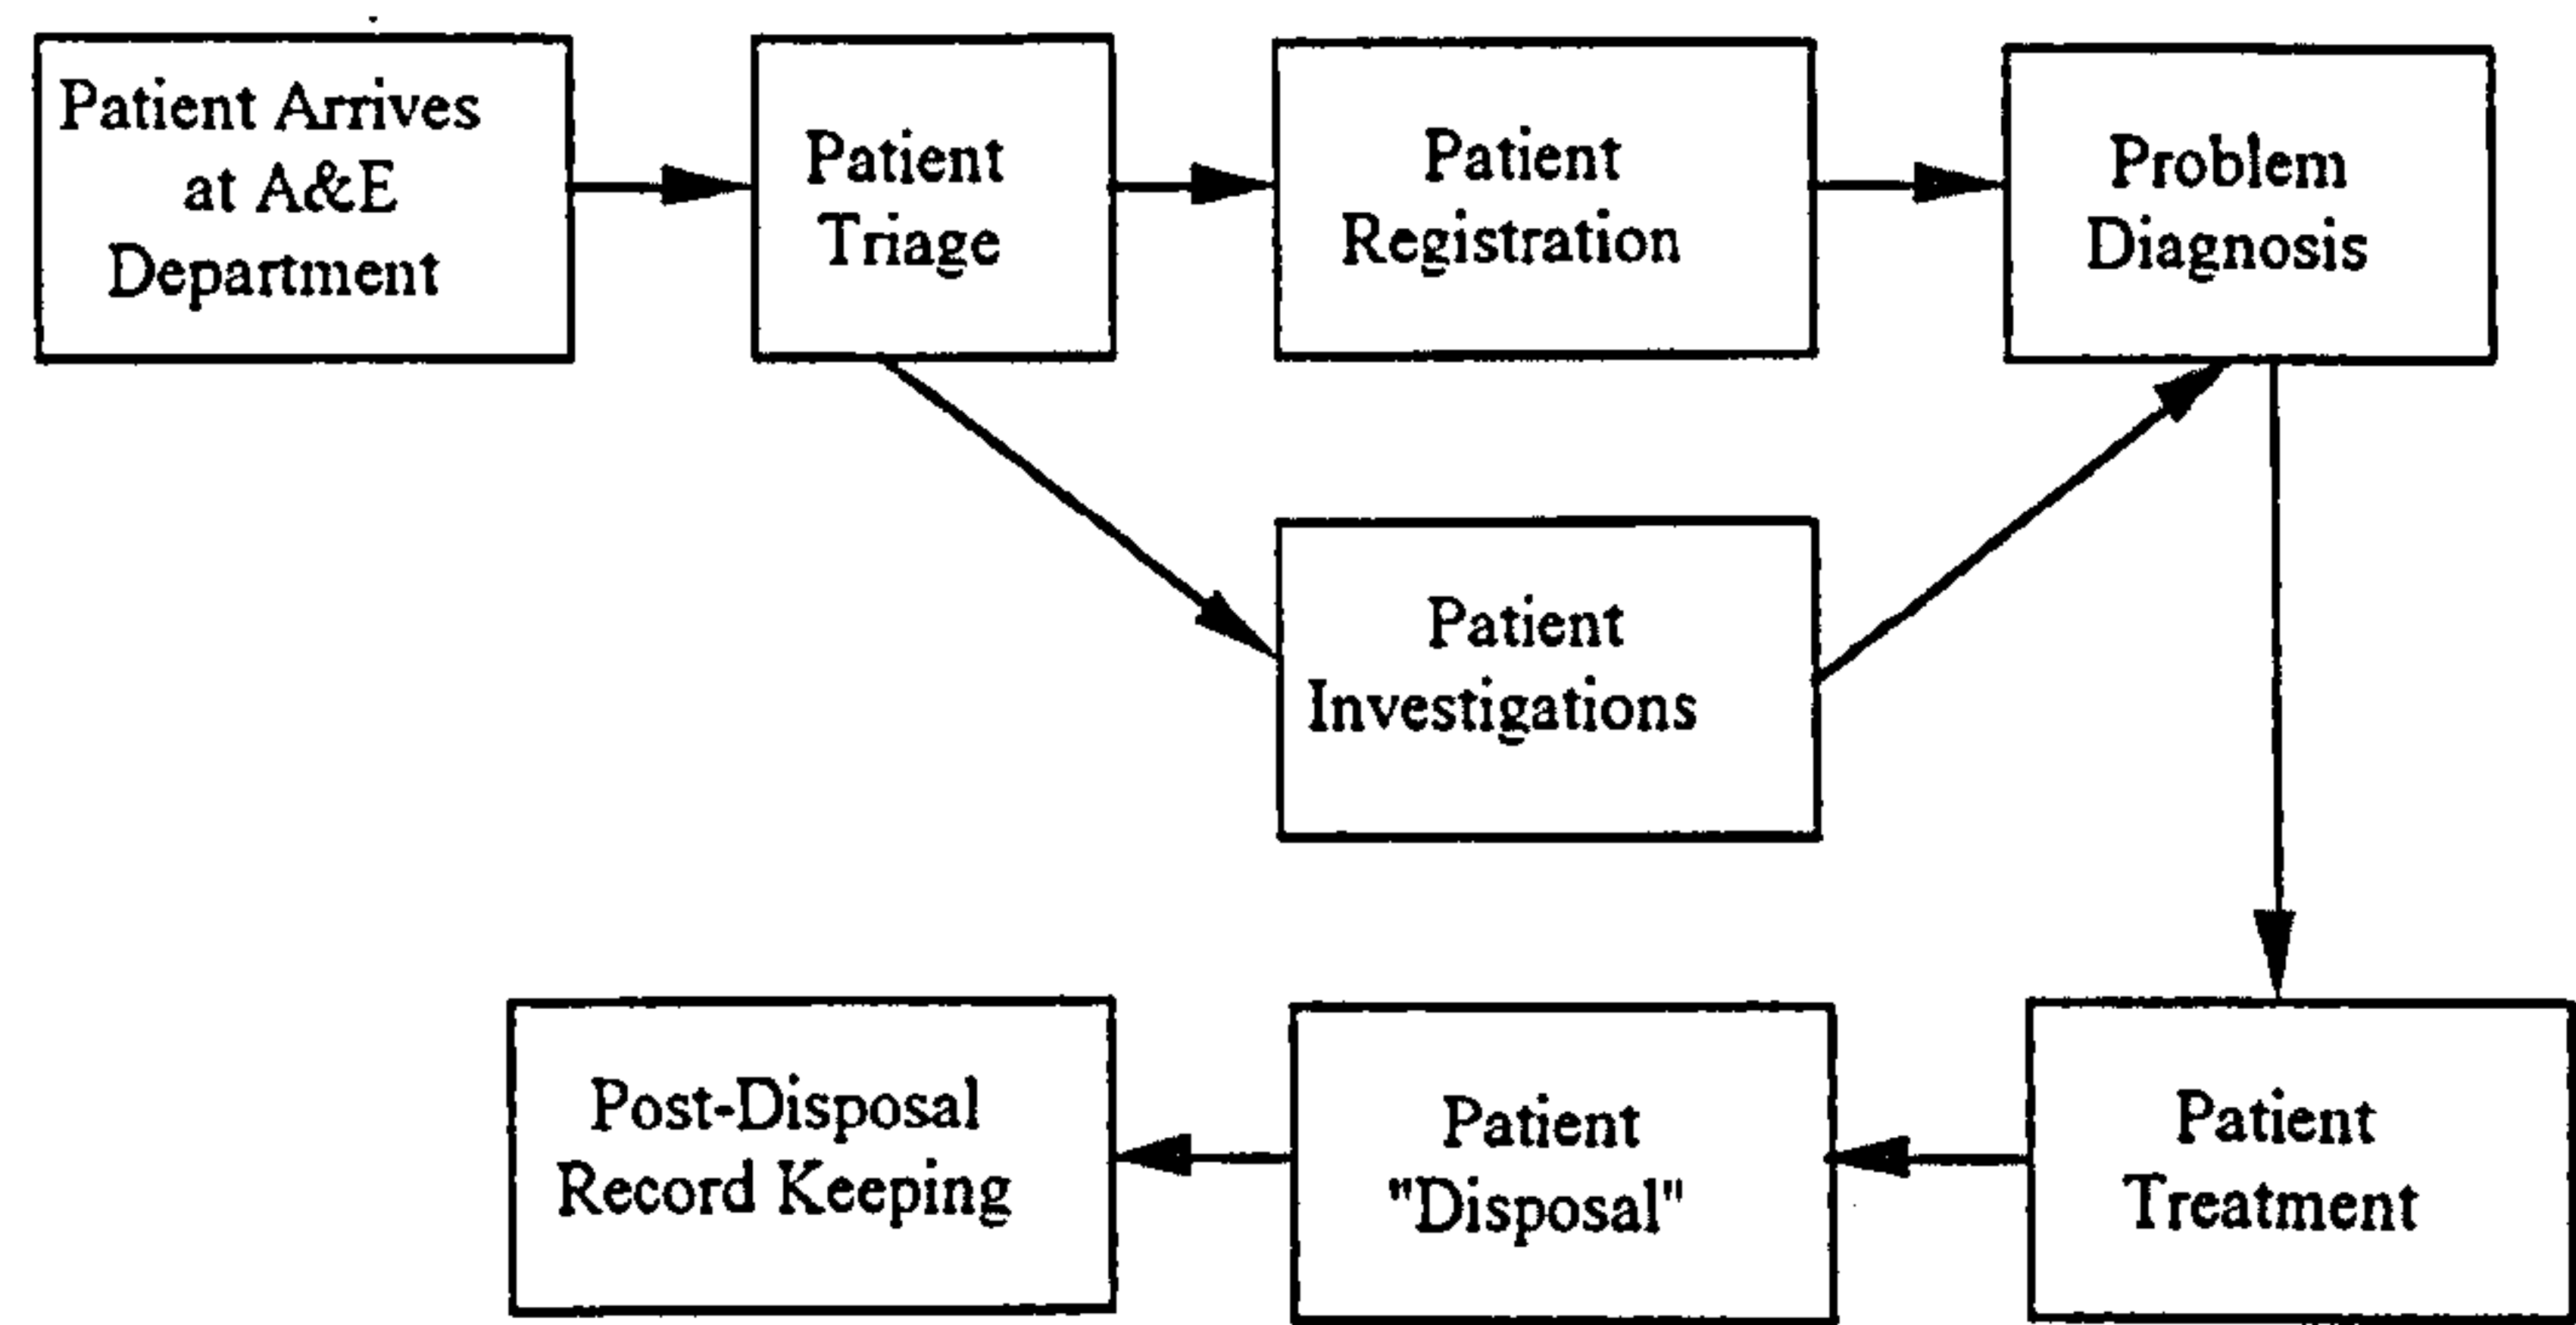 Patient Arrives
at A&E
Department
Patient
Triage
Patient
Registration
Problem
Diagnosis
Patient
Investigations
Post-Disposal
Record Keeping
Patient
"Disposal"
Patient
Treatment